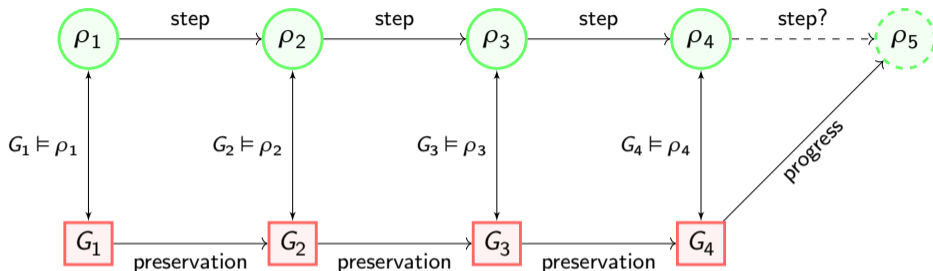 step step step step?
ρ₁ ρ₂ ρ₃ ρ₄ ρ₅
G₁ ⊨ ρ₁ G₂ ⊨ ρ₂ G₃ ⊨ ρ₃ G₄ ⊨ ρ₄ progress
G₁ G₂ G₃ G₄
preservation preservation preservation